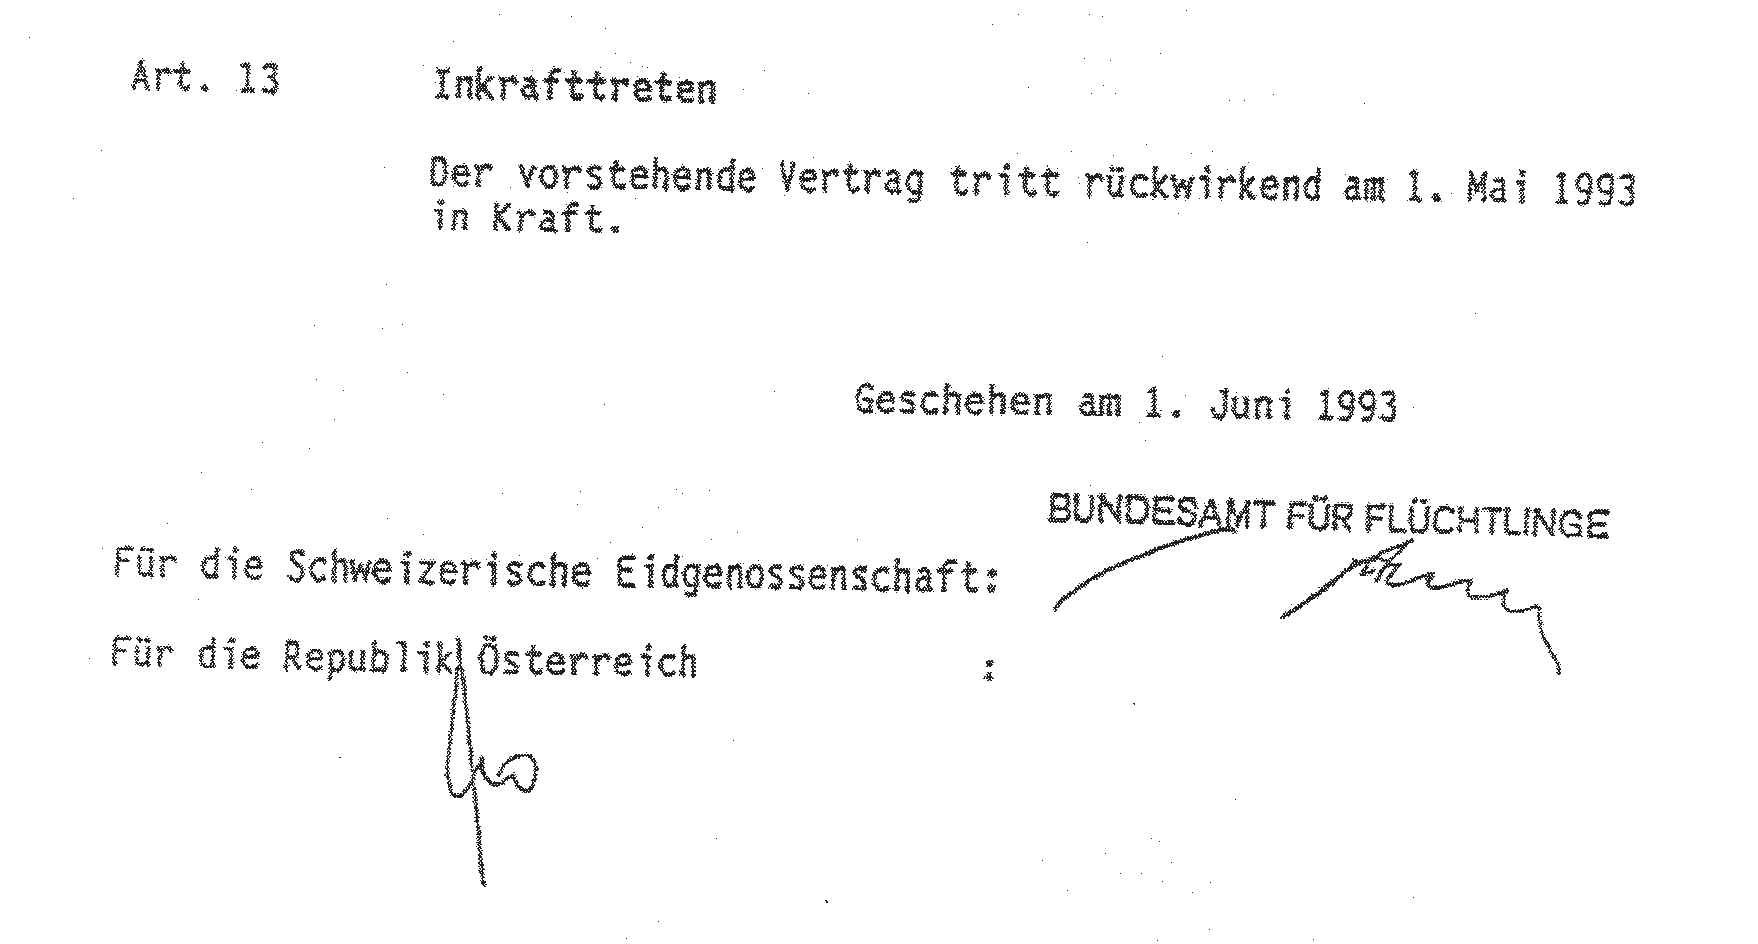 Art. 13 Inkrafttreten
Der vorstehende Vertrag tritt rückwirkend am 1. Mai 1993
in Kraft.
Geschehen am 1. Juni 1993
BUNDESAMT FÜR FLÜCHTLINGE
Für die Schweizerische Eidgenossenschaft:
Für die Republik Österreich :